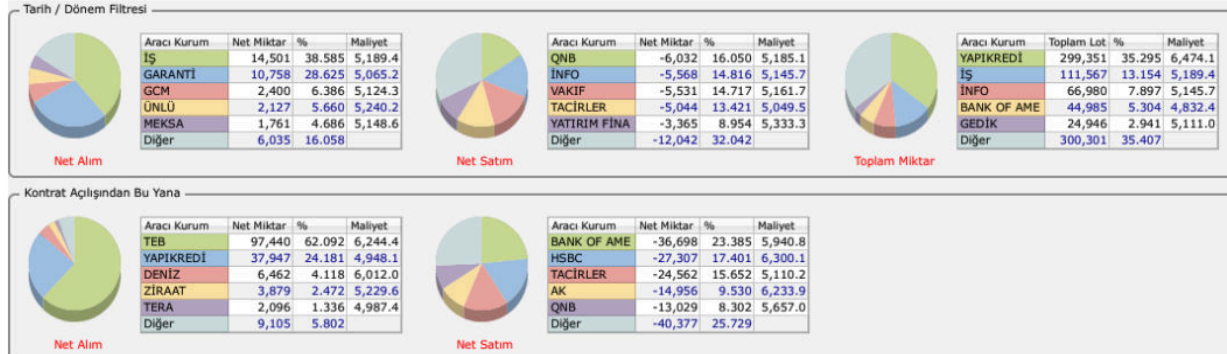 Tarih / Dönem Filtresi
Aracı Kurum Net Miktar % Maliyet
İŞ 14,501 38.585 5,189.4
GARANTİ 10,758 28.625 5,065.2
GCM 2,400 6.386 5,124.3
ÜNLÜ 2,127 5.660 5,240.2
MEKSA 1,761 4.686 5,148.6
Diğer 6,035 16.058
Net Alım
Aracı Kurum Net Miktar % Maliyet
QNB -6,032 16.050 5,185.1
İNFO -5,568 14.816 5,145.7
VAKIF -5,531 14.717 5,161.7
TACİRLER -5,044 13.421 5,049.5
YATIRIM FİNA -3,365 8.954 5,333.3
Diğer -12,042 32.042
Net Satım
Aracı Kurum Toplam Lot % Maliyet
YAPIKREDİ 299,351 35.295 6,474.1
İŞ 111,567 13.154 5,189.4
İNFO 66,980 7.897 5,145.7
BANK OF AME 44,985 5.304 4,832.4
GEDİK 24,946 2.941 5,111.0
Diğer 300,301 35.407
Toplam Miktar
Kontrat Açılışından Bu Yana
Aracı Kurum Net Miktar % Maliyet
TEB 97,440 62.092 6,244.4
YAPIKREDİ 37,947 24.181 4,948.1
DENİZ 6,462 4.118 6,012.0
ZİRAAT 3,879 2.472 5,229.6
TERA 2,096 1.336 4,987.4
Diğer 9,105 5.802
Net Alım
Aracı Kurum Net Miktar % Maliyet
BANK OF AME -36,698 23.385 5,940.8
HSBC -27,307 17.401 6,300.1
TACİRLER -24,562 15.652 5,110.2
AK -14,956 9.530 6,233.9
QNB -13,029 8.302 5,657.0
Diğer -40,377 25.729
Net Satım